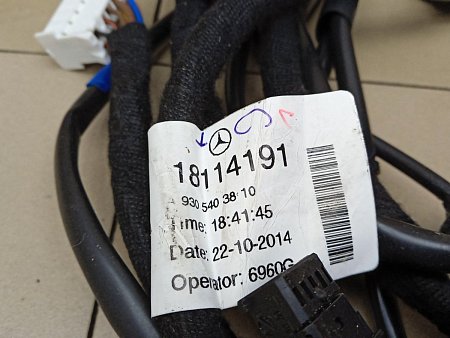 18114191
930 540 38 10
Time: 18:41:45
Date: 22-10-2014
Operator: 6960G